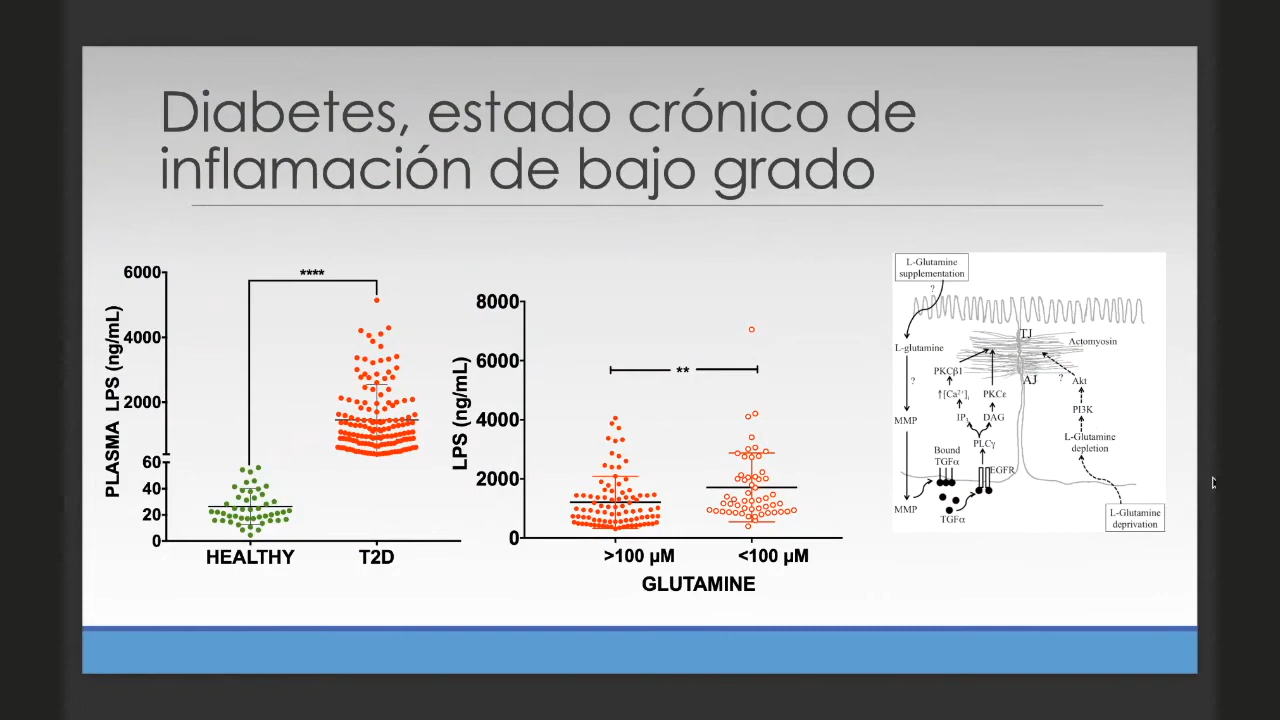 Diabetes, estado crónico de
inflamación de bajo grado
PLASMA LPS (ng/mL)
6000
4000
2000
60
40
20
0
****
HEALTHY
T2D
LPS (ng/mL)
8000
6000
4000
2000
0
**
>100 µM
<100 µM
GLUTAMINE
L-Glutamine
supplementation
?
L-glutamine
?
MMP
MMP
TJ
Actomyosin
AJ
PKCβ1
↑[Ca²⁺]i
PKCε
IP₃
DAG
PLCγ
Bound
TGFα
EGFR
TGFα
?
Akt
PI3K
L-Glutamine
depletion
L-Glutamine
deprivation